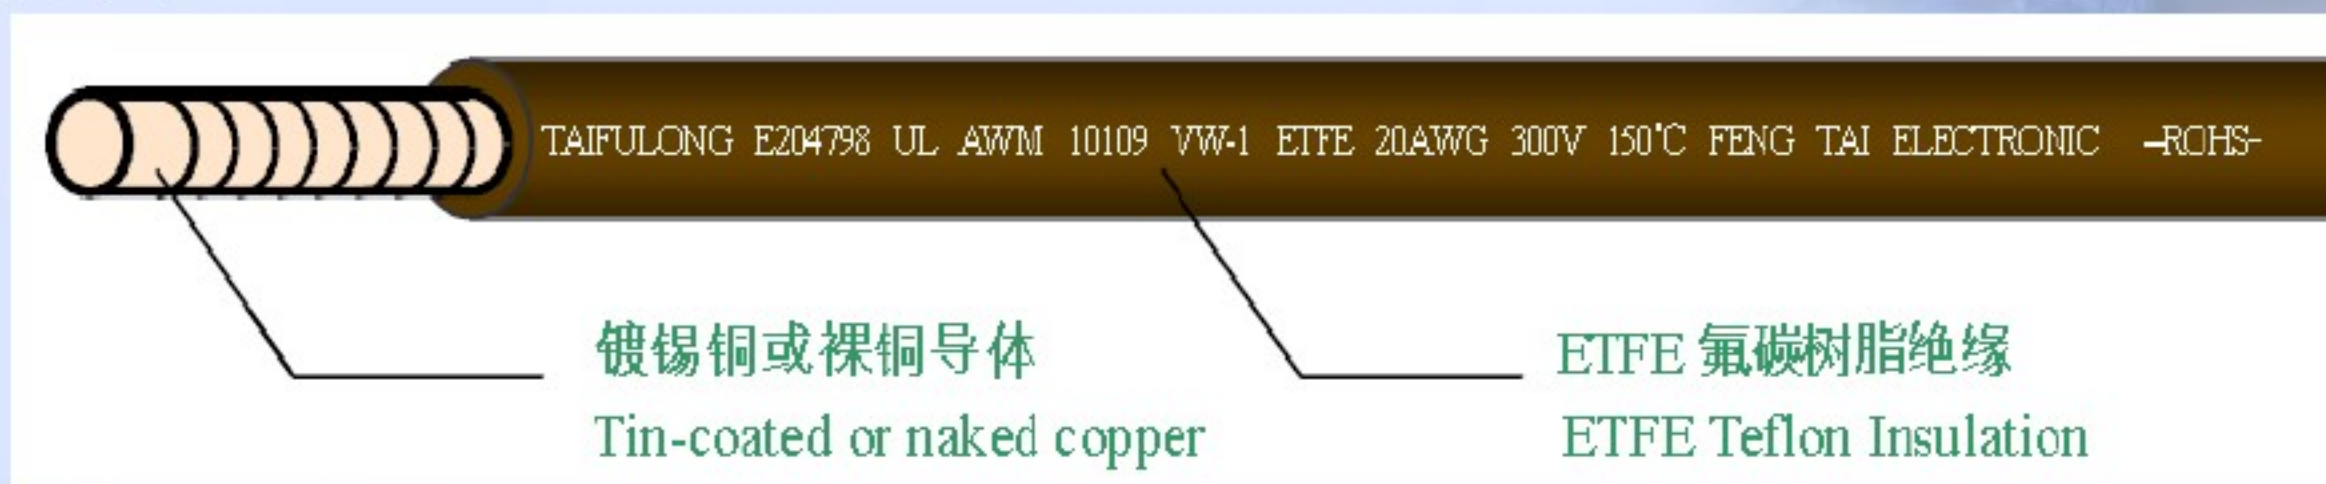 TAIFULONG E204798 UL AWM 10109 VW-1 ETFE 20AWG 300V 150°C FENG TAI ELECTRONIC -ROHS-
镀锡铜或裸铜导体
Tin-coated or naked copper
ETFE 氟碳树脂绝缘
ETFE Teflon Insulation